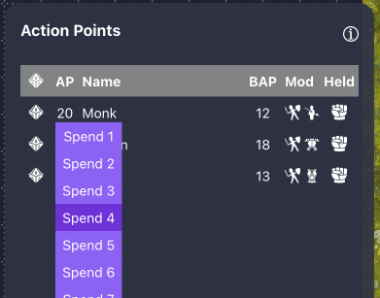 Action Points
AP Name BAP Mod Held
20 Monk 12
18
13
Spend 1
Spend 2
Spend 3
Spend 4
Spend 5
Spend 6